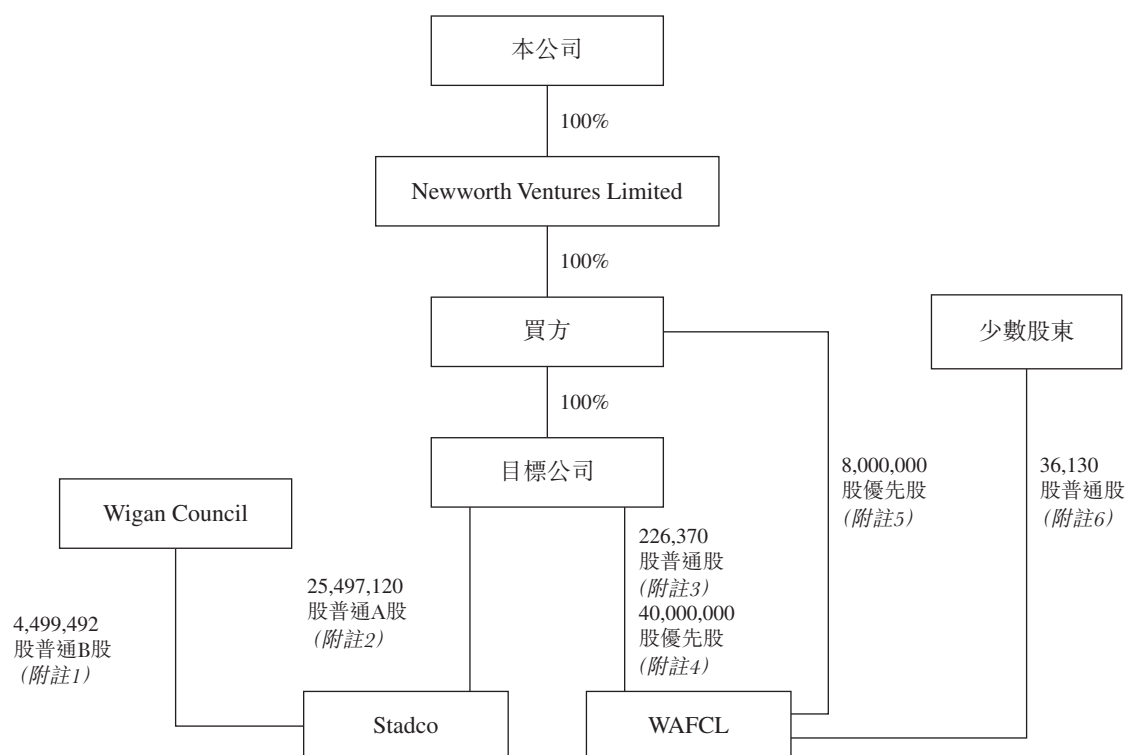 本公司
100%
Newworth Ventures Limited
100%
買方
少數股東
100%
目標公司
Wigan Council
8,000,000
股優先股
(附註5)
36,130
股普通股
(附註6)
226,370
股普通股
(附註3)
40,000,000
股優先股
(附註4)
25,497,120
股普通A股
(附註2)
4,499,492
股普通B股
(附註1)
Stadco
WAFCL